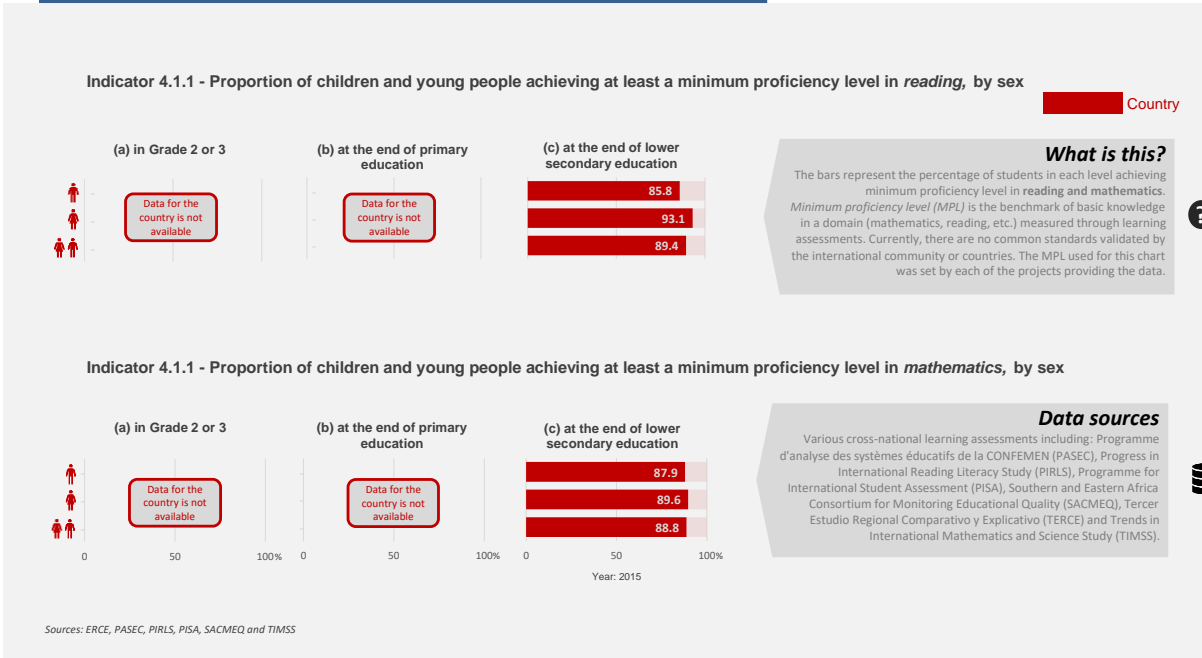 Indicator 4.1.1 - Proportion of children and young people achieving at least a minimum proficiency level in reading, by sex
Country
(a) in Grade 2 or 3
(b) at the end of primary
education
(c) at the end of lower
secondary education
Data for the
country is not
available
Data for the
country is not
available
85.8
93.1
89.4
What is this?
The bars represent the percentage of students in each level achieving
minimum proficiency level in reading and mathematics.
Minimum proficiency level (MPL) is the benchmark of basic knowledge
in a domain (mathematics, reading, etc.) measured through learning
assessments. Currently, there are no common standards validated by
the international community or countries. The MPL used for this chart
was set by each of the projects providing the data.
?
Indicator 4.1.1 - Proportion of children and young people achieving at least a minimum proficiency level in mathematics, by sex
(a) in Grade 2 or 3
(b) at the end of primary
education
(c) at the end of lower
secondary education
Data for the
country is not
available
Data for the
country is not
available
87.9
89.6
88.8
0 50 100%
0 50 100%
0 50 100%
Year: 2015
Data sources
Various cross-national learning assessments including: Programme
d'analyse des systèmes éducatifs de la CONFEMEN (PASEC), Progress in
International Reading Literacy Study (PIRLS), Programme for
International Student Assessment (PISA), Southern and Eastern Africa
Consortium for Monitoring Educational Quality (SACMEQ), Tercer
Estudio Regional Comparativo y Explicativo (TERCE) and Trends in
International Mathematics and Science Study (TIMSS).
Sources: ERCE, PASEC, PIRLS, PISA, SACMEQ and TIMSS